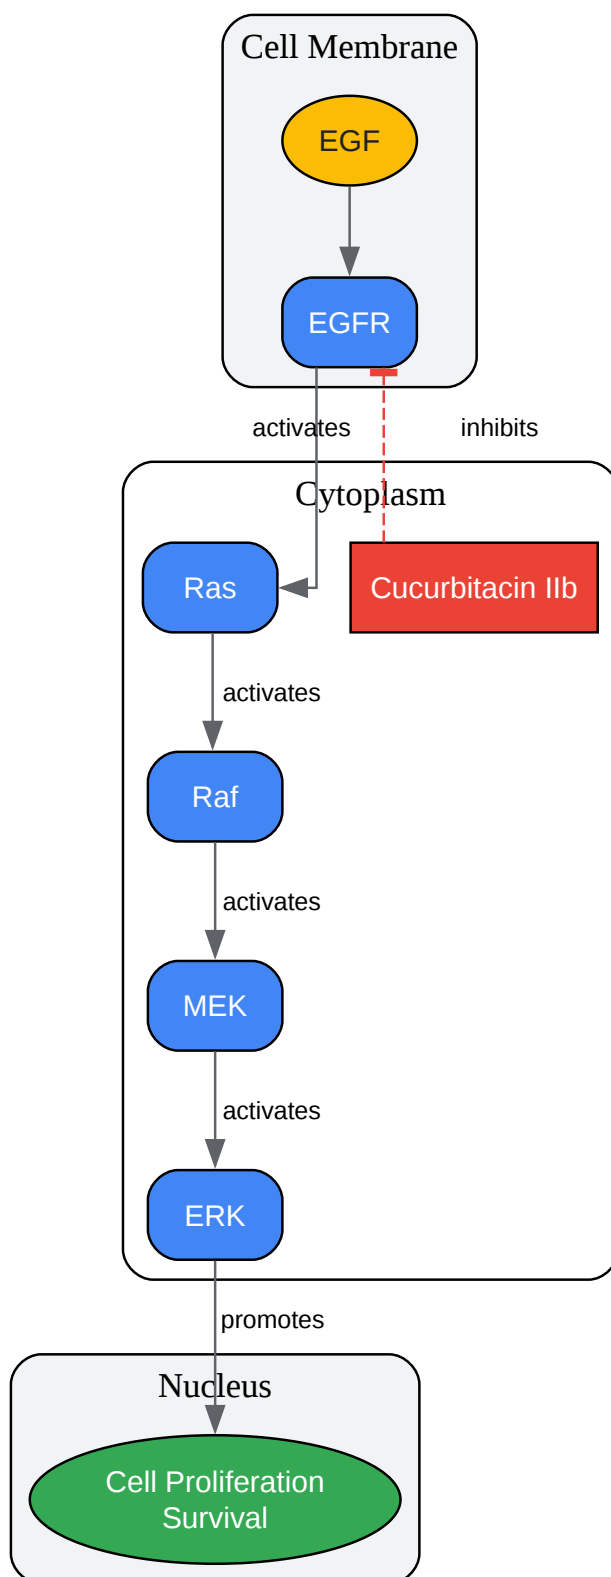 Cell Membrane
EGF
EGFR
activates
inhibits
Cytoplasm
Ras
Cucurbitacin IIb
activates
Raf
activates
MEK
activates
ERK
promotes
Nucleus
Cell Proliferation
Survival